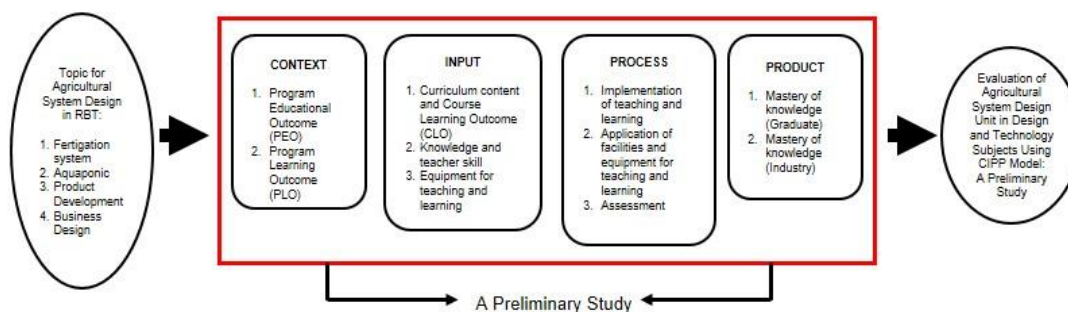 Topic for
Agricultural
System Design
in RBT:
1. Fertigation
system
2. Aquaponic
3. Product
Development
4. Business
Design
CONTEXT
1. Program
Educational
Outcome
(PEO)
2. Program
Learning
Outcome
(PLO)
INPUT
1. Curriculum content
and Course
Learning Outcome
(CLO)
2. Knowledge and
teacher skill
3. Equipment for
teaching and
learning
PROCESS
1. Implementation
of teaching and
learning
2. Application of
facilities and
equipment for
teaching and
learning
3. Assessment
PRODUCT
1. Mastery of
knowledge
(Graduate)
2. Mastery of
knowledge
(Industry)
Evaluation of
Agricultural
System Design
Unit in Design
and Technology
Subjects Using
CIPP Model:
A Preliminary
Study
A Preliminary Study